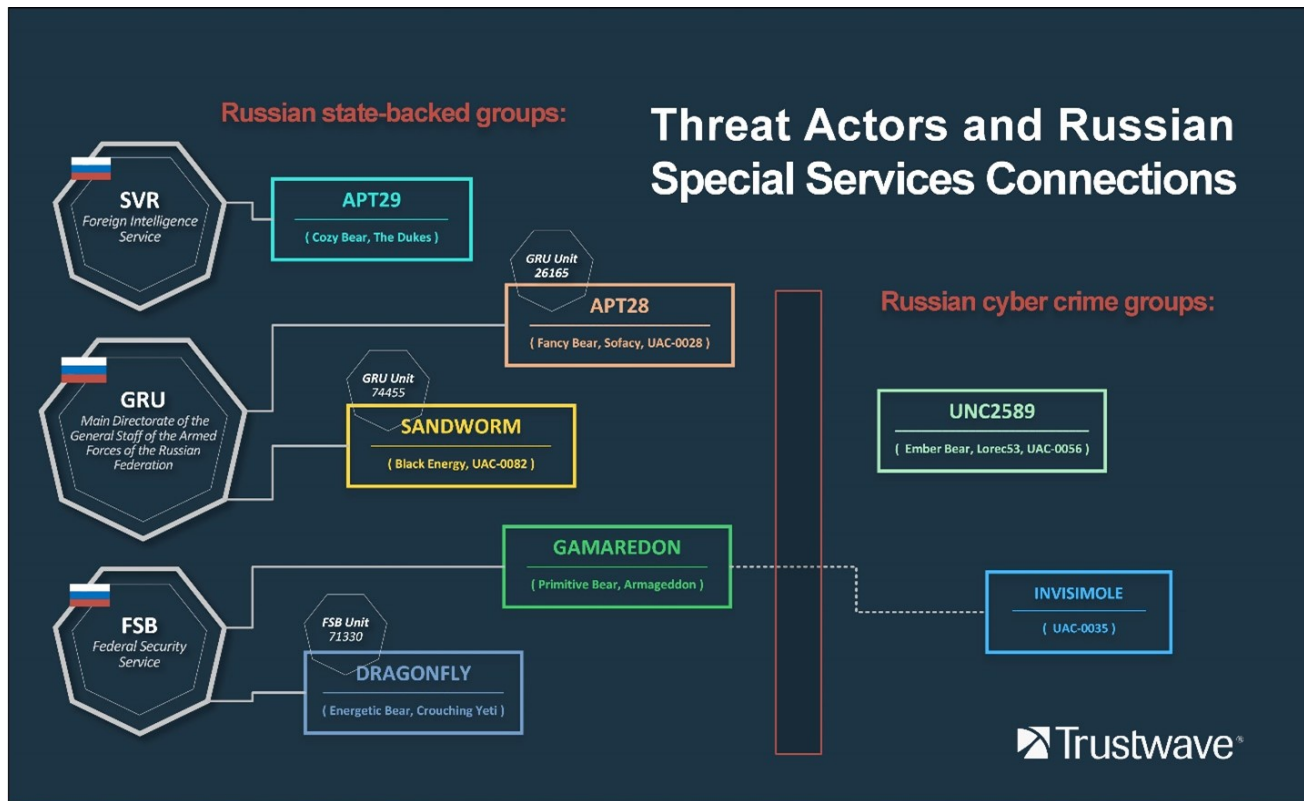 Threat Actors and Russian
Special Services Connections
Russian state-backed groups:
SVR
Foreign Intelligence
Service
APT29
( Cozy Bear, The Dukes )
GRU Unit
26165
APT28
( Fancy Bear, Sofacy, UAC-0028 )
GRU
Main Directorate of the
General Staff of the Armed
Forces of the Russian
Federation
GRU Unit
74455
SANDWORM
( Black Energy, UAC-0082 )
GAMAREDON
( Primitive Bear, Armageddon )
FSB
Federal Security
Service
FSB Unit
71330
DRAGONFLY
( Energetic Bear, Crouching Yeti )
Russian cyber crime groups:
UNC2589
( Ember Bear, Lorec53, UAC-0056 )
INVISIMOLE
( UAC-0035 )
Trustwave®